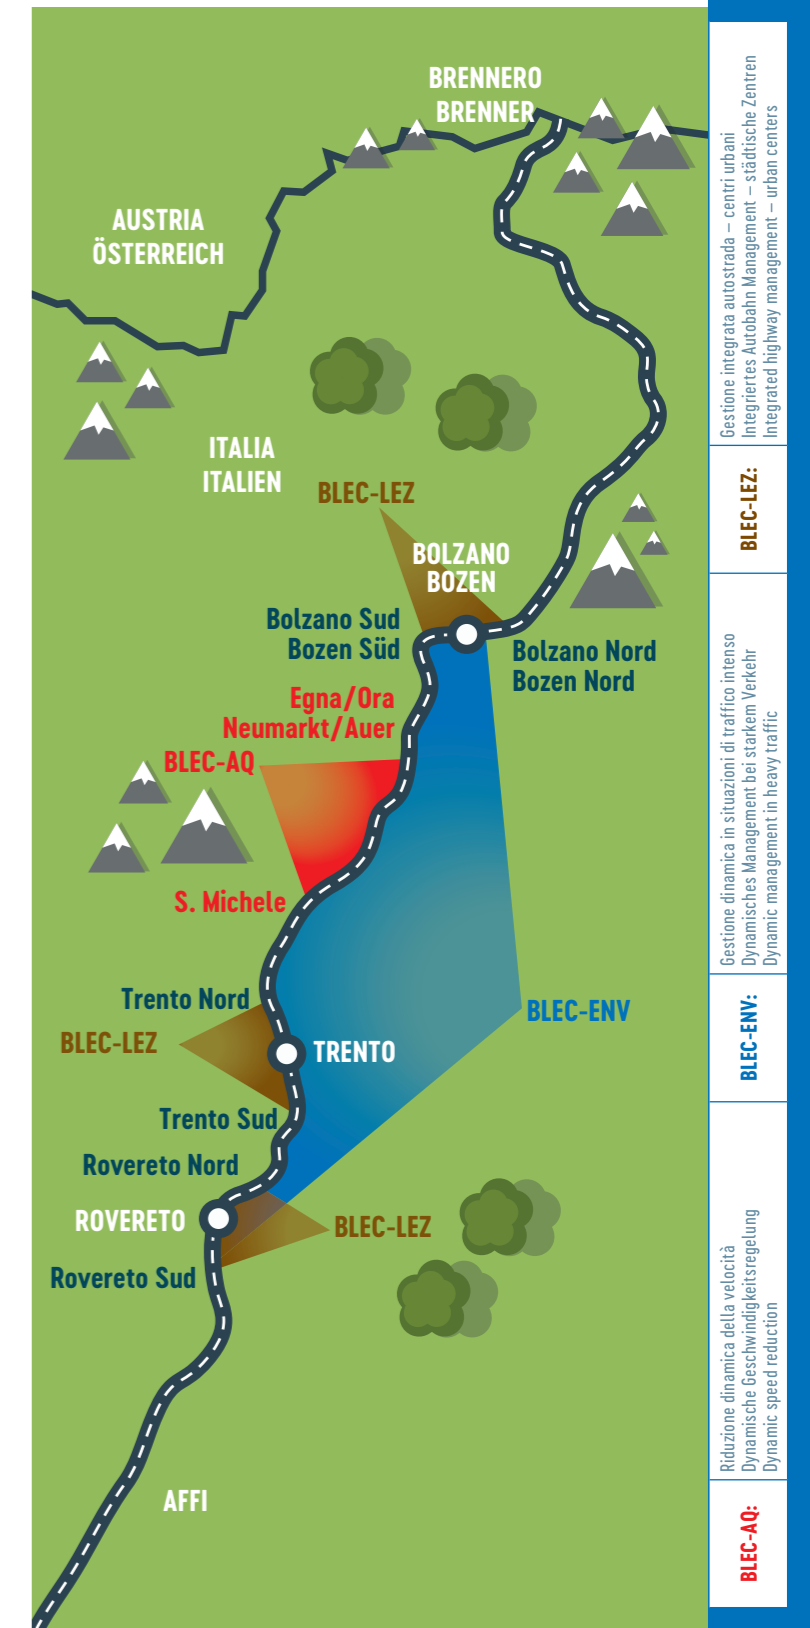 BRENNERO
BRENNER
AUSTRIA
ÖSTERREICH
ITALIA
ITALIEN
BLEC-LEZ
BOLZANO
BOZEN
Bolzano Sud
Bozen Süd
Bolzano Nord
Bozen Nord
Egna/Ora
Neumarkt/Auer
BLEC-AQ
S. Michele
Trento Nord
BLEC-ENV
BLEC-LEZ
TRENTO
Trento Sud
Rovereto Nord
ROVERETO
BLEC-LEZ
Rovereto Sud
AFFI
BLEC-AQ:
Riduzione dinamica della velocità
Dynamische Geschwindigkeitsregelung
Dynamic speed reduction
BLEC-ENV:
Gestione dinamica in situazioni di traffico intenso
Dynamisches Management bei starkem Verkehr
Dynamic management in heavy traffic
BLEC-LEZ:
Gestione integrata autostrada – centri urbani
Integriertes Autobahn Management – städtische Zentren
Integrated highway management – urban centers